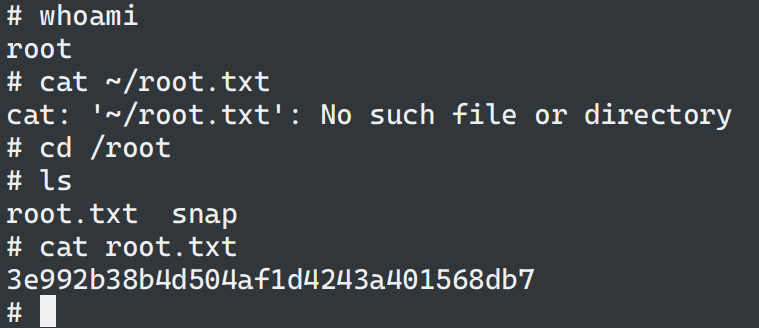 # whoami
root
# cat ~/root.txt
cat: '~/root.txt': No such file or directory
# cd /root
# ls
root.txt  snap
# cat root.txt
3e992b38b4d504af1d4243a401568db7
#